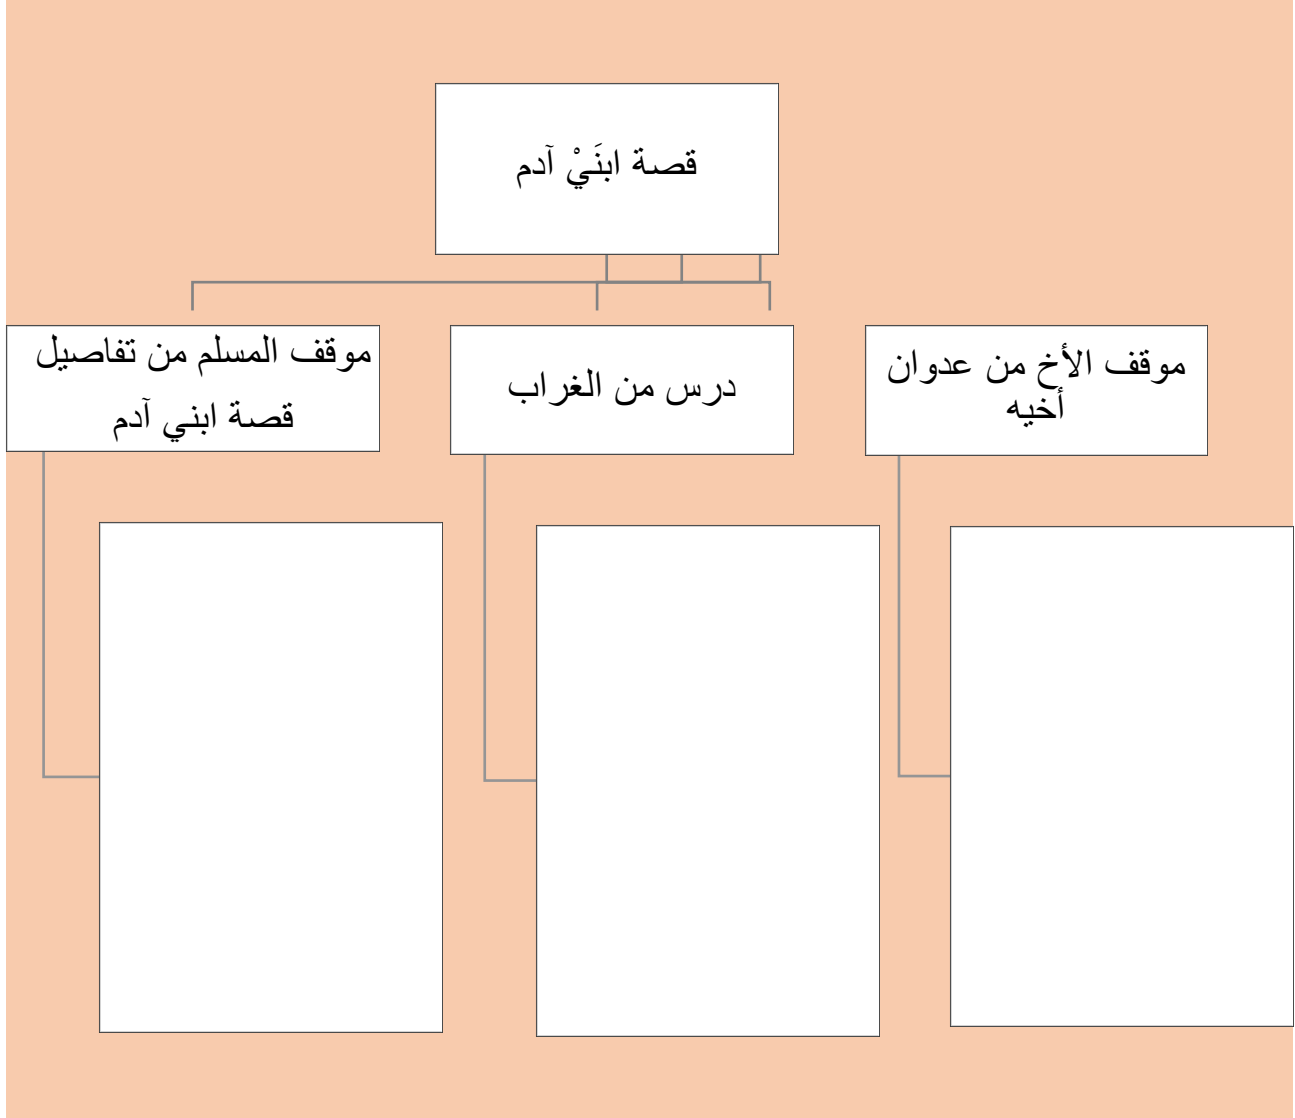 قصة ابنَيْ آدم
موقف الأخ من عدوان
أخيه
درس من الغراب
موقف المسلم من تفاصيل
قصة ابني آدم